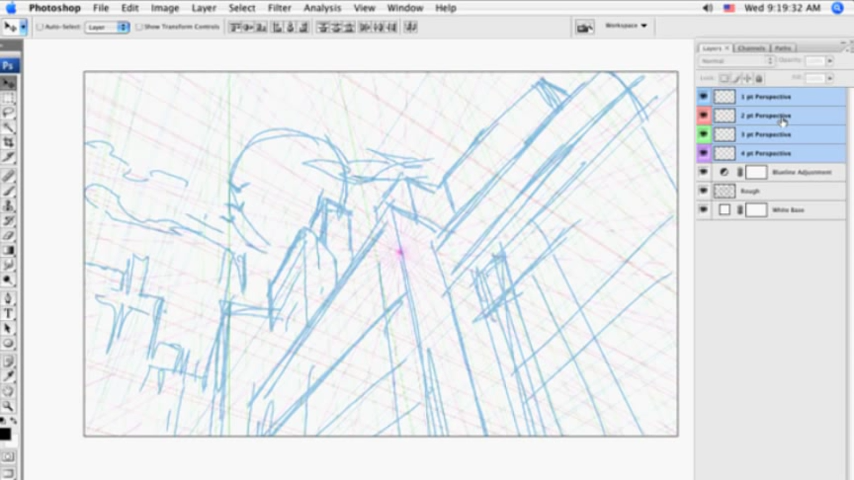 Photoshop File Edit Image Layer Select Filter Analysis View Window Help Wed 9:19:32 AM
Auto-Select: Layer Show Transform Controls Workspace
Ps
Layers Channels Paths
Normal Opacity:
Lock: Fill:
1 pt Perspective
2 pt Perspective
3 pt Perspective
4 pt Perspective
Blueline Adjustment
Rough
White Base
T